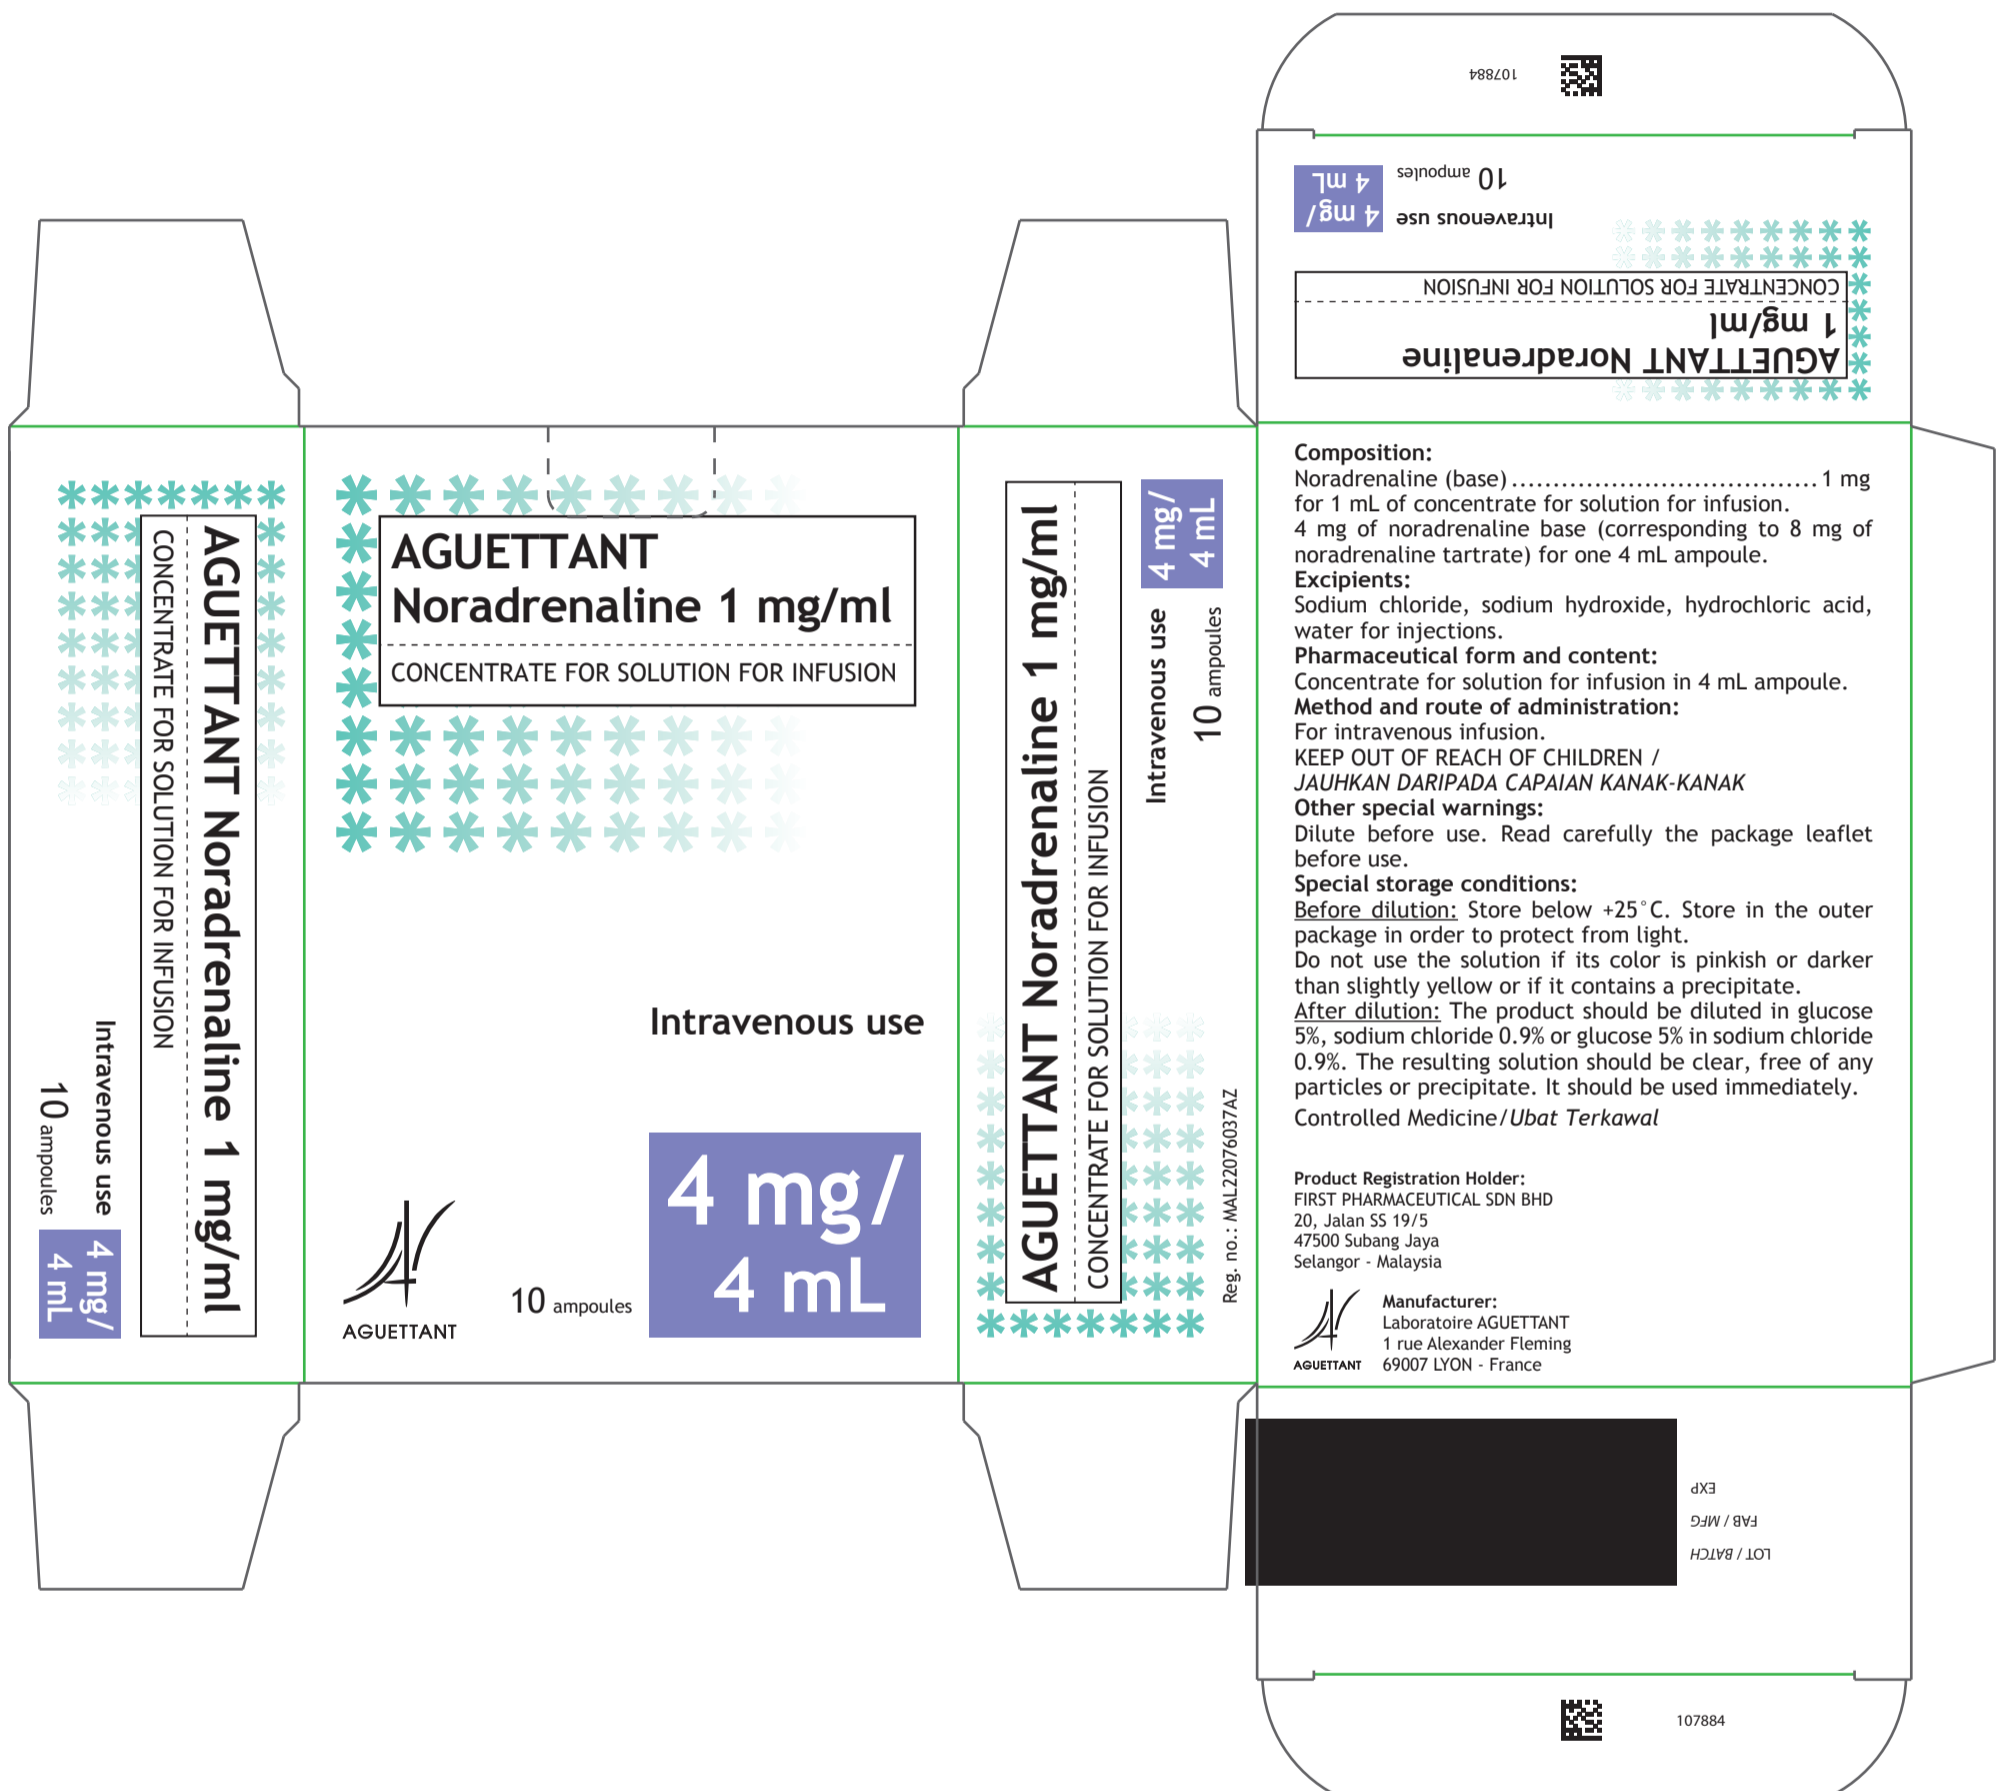 107884
10 ampoules
Intravenous use
4 mg/
4 mL
AGUETTANT Noradrenaline
1 mg/ml
CONCENTRATE FOR SOLUTION FOR INFUSION
AGUETTANT Noradrenaline 1 mg/ml
CONCENTRATE FOR SOLUTION FOR INFUSION
Intravenous use
10 ampoules
4 mg/
4 mL
AGUETTANT
Noradrenaline 1 mg/ml
CONCENTRATE FOR SOLUTION FOR INFUSION
Intravenous use
4 mg/
4 mL
10 ampoules
AGUETTANT
AGUETTANT Noradrenaline 1 mg/ml
CONCENTRATE FOR SOLUTION FOR INFUSION
4 mg/
4 mL
Intravenous use
10 ampoules
Reg. no.: MAL22076037AZ
Composition:
Noradrenaline (base).....................................1 mg
for 1 mL of concentrate for solution for infusion.
4 mg of noradrenaline base (corresponding to 8 mg of
noradrenaline tartrate) for one 4 mL ampoule.
Excipients:
Sodium chloride, sodium hydroxide, hydrochloric acid,
water for injections.
Pharmaceutical form and content:
Concentrate for solution for infusion in 4 mL ampoule.
Method and route of administration:
For intravenous infusion.
KEEP OUT OF REACH OF CHILDREN /
JAUHKAN DARIPADA CAPAIAN KANAK-KANAK
Other special warnings:
Dilute before use. Read carefully the package leaflet
before use.
Special storage conditions:
Before dilution: Store below +25°C. Store in the outer
package in order to protect from light.
Do not use the solution if its color is pinkish or darker
than slightly yellow or if it contains a precipitate.
After dilution: The product should be diluted in glucose
5%, sodium chloride 0.9% or glucose 5% in sodium chloride
0.9%. The resulting solution should be clear, free of any
particles or precipitate. It should be used immediately.
Controlled Medicine/Ubat Terkawal
Product Registration Holder:
FIRST PHARMACEUTICAL SDN BHD
20, Jalan SS 19/5
47500 Subang Jaya
Selangor - Malaysia
Manufacturer:
Laboratoire AGUETTANT
1 rue Alexander Fleming
69007 LYON - France
AGUETTANT
LOT / BATCH
FAB / MFG
EXP
107884